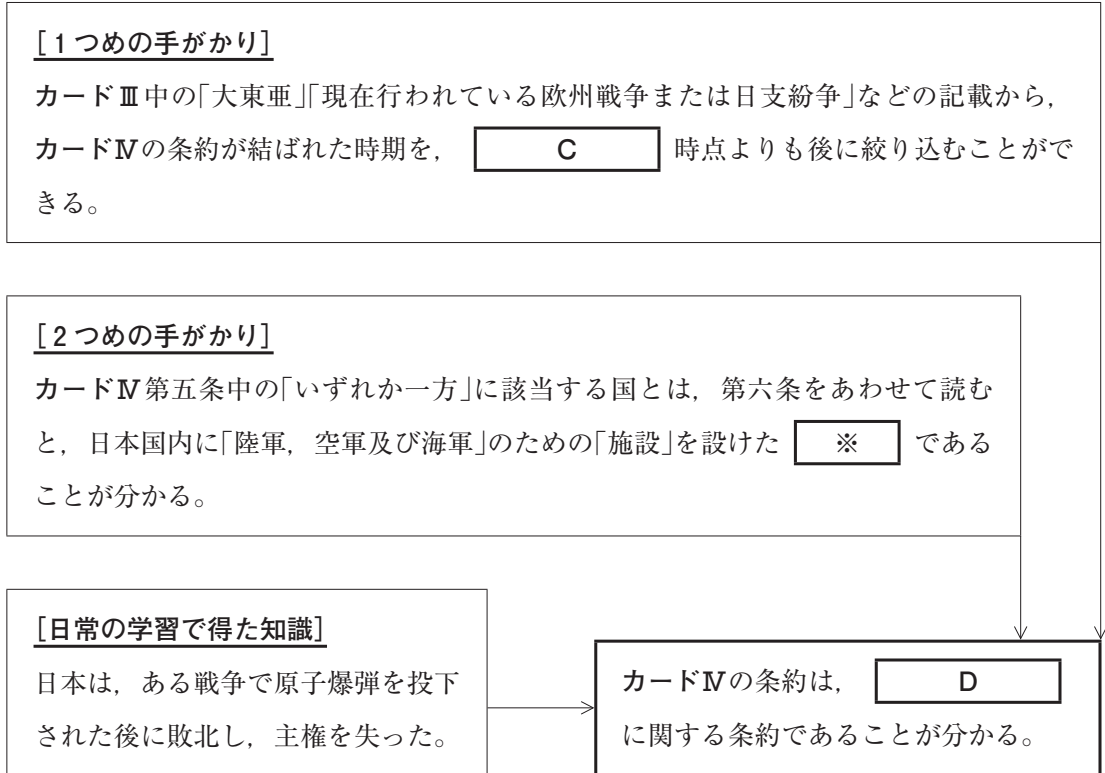 [1つめの手がかり]
カードⅢ中の「大東亜」「現在行われている欧州戦争または日支紛争」などの記載から，
カードⅣの条約が結ばれた時期を， C 時点よりも後に絞り込むことがで
きる。
[2つめの手がかり]
カードⅣ第五条中の「いずれか一方」に該当する国とは，第六条をあわせて読む
と，日本国内に「陸軍，空軍及び海軍」のための「施設」を設けた ※ である
ことが分かる。
[日常の学習で得た知識]
日本は，ある戦争で原子爆弾を投下
された後に敗北し，主権を失った。
カードⅣの条約は， D
に関する条約であることが分かる。